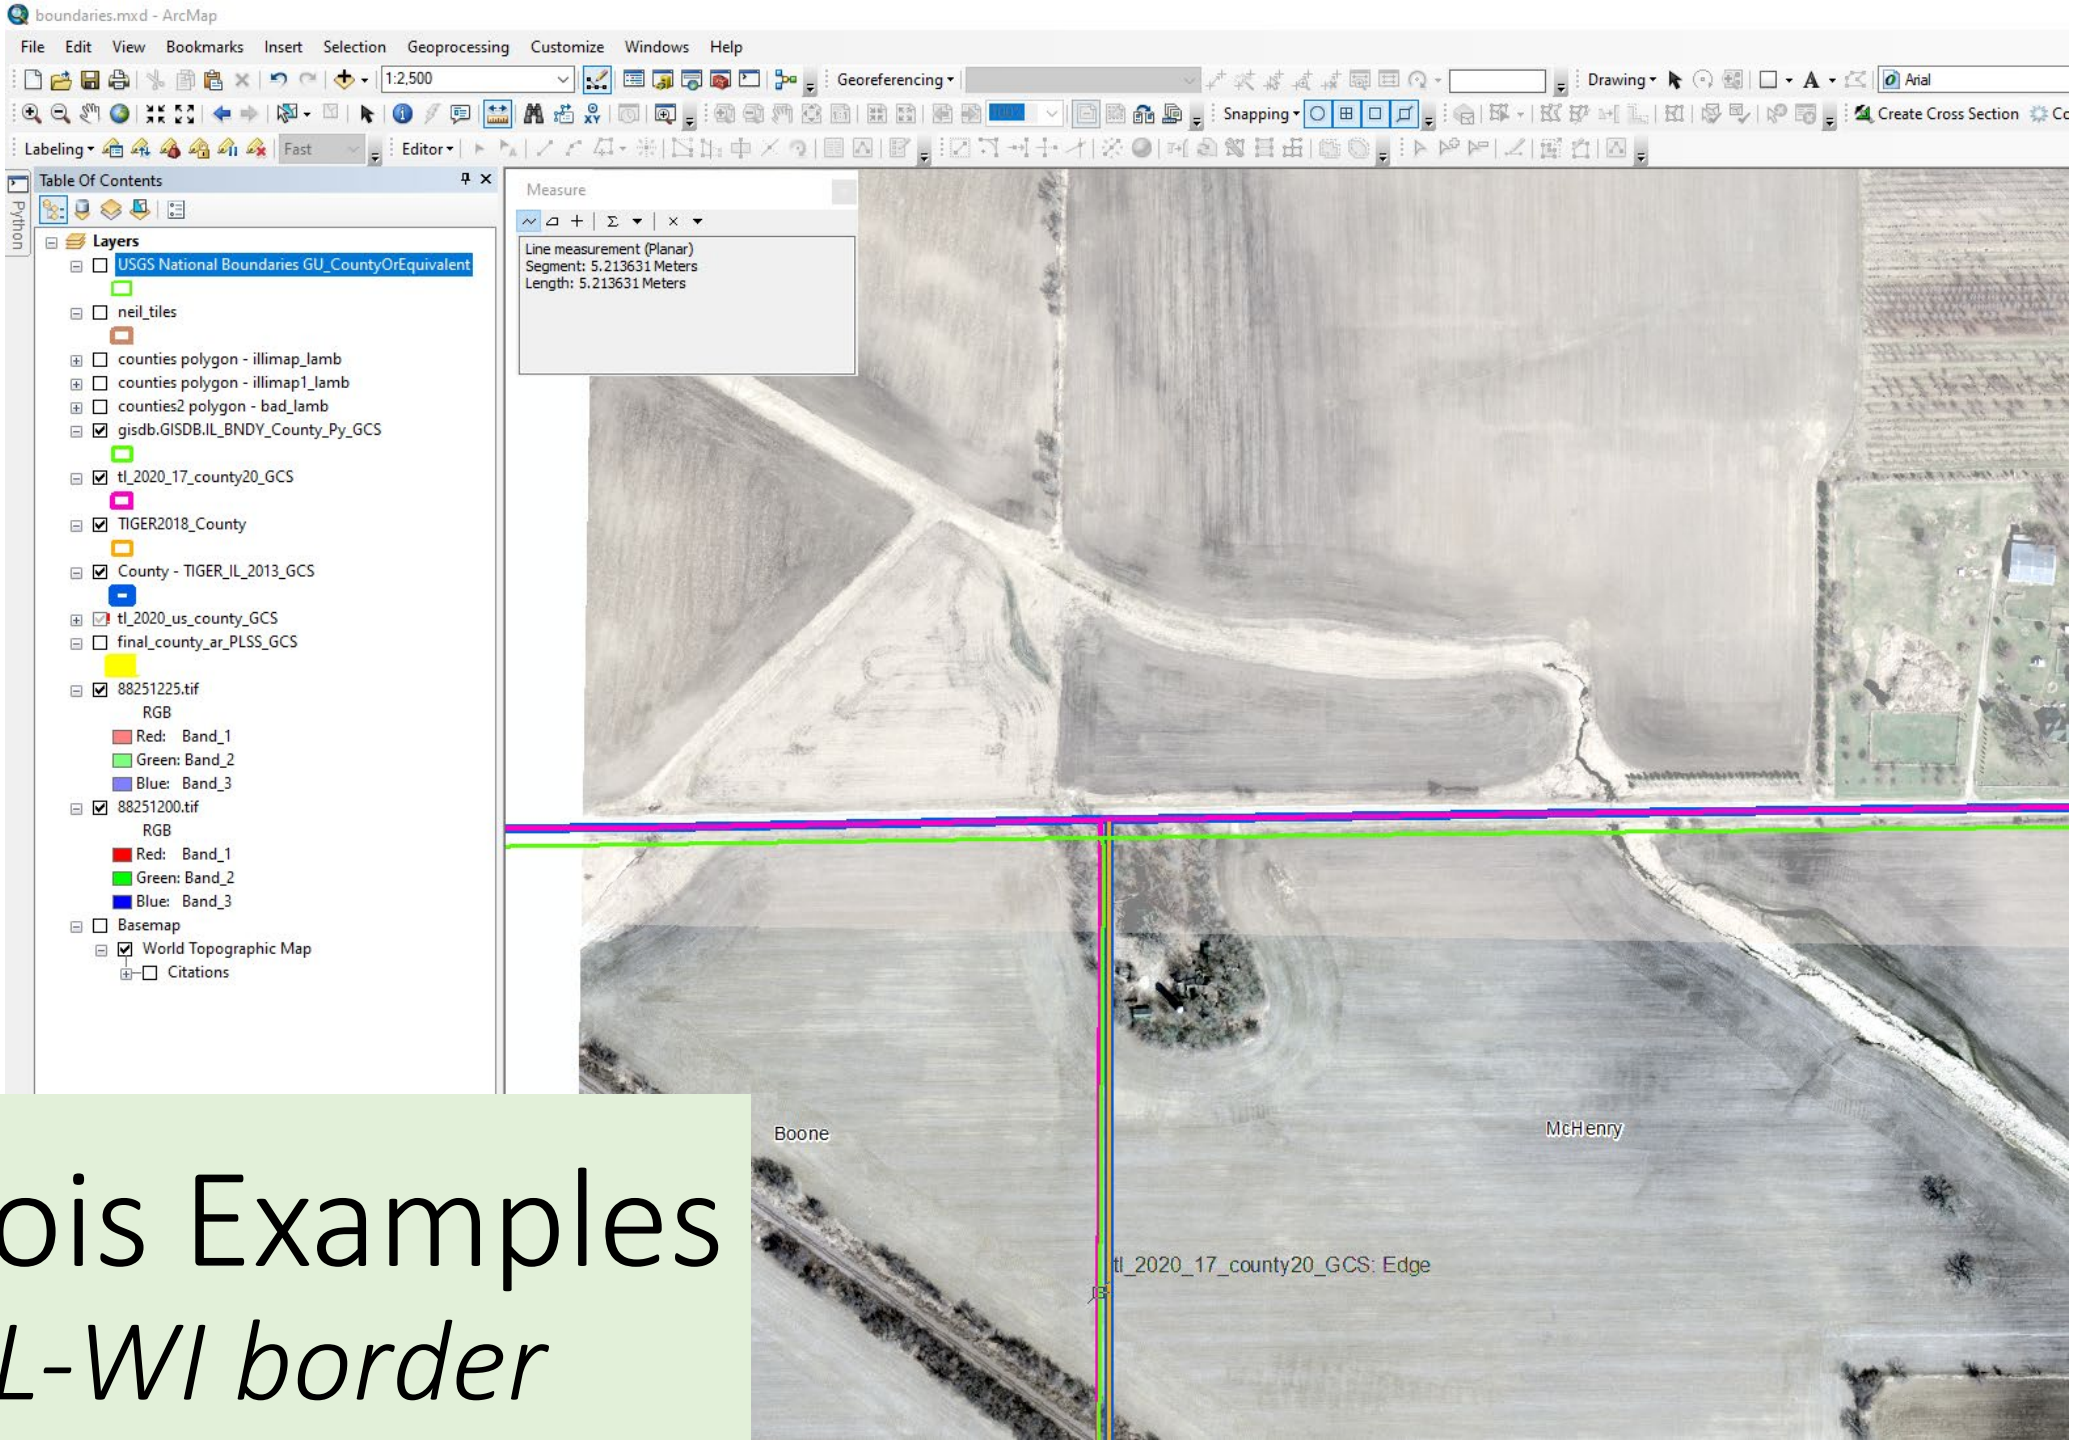 boundaries.mxd - ArcMap
File Edit View Bookmarks Insert Selection Geoprocessing Customize Windows Help
1:2,500 Georeferencing Drawing A Arial
Snapping Create Cross Section Co
Labeling Fast Editor
Python
Table Of Contents
Layers
USGS National Boundaries GU_CountyOrEquivalent
neil_tiles
counties polygon - illimap_lamb
counties polygon - illimap1_lamb
counties2 polygon - bad_lamb
gisdb.GISDB.IL_BNDY_County_Py_GCS
tl_2020_17_county20_GCS
TIGER2018_County
County - TIGER_IL_2013_GCS
tl_2020_us_county_GCS
final_county_ar_PLSS_GCS
88251225.tif
RGB
Red: Band_1
Green: Band_2
Blue: Band_3
88251200.tif
RGB
Red: Band_1
Green: Band_2
Blue: Band_3
Basemap
World Topographic Map
Citations
Measure
Line measurement (Planar)
Segment: 5.213631 Meters
Length: 5.213631 Meters
Boone
McHenry
tl_2020_17_county20_GCS: Edge
ois Examples
L-WI border